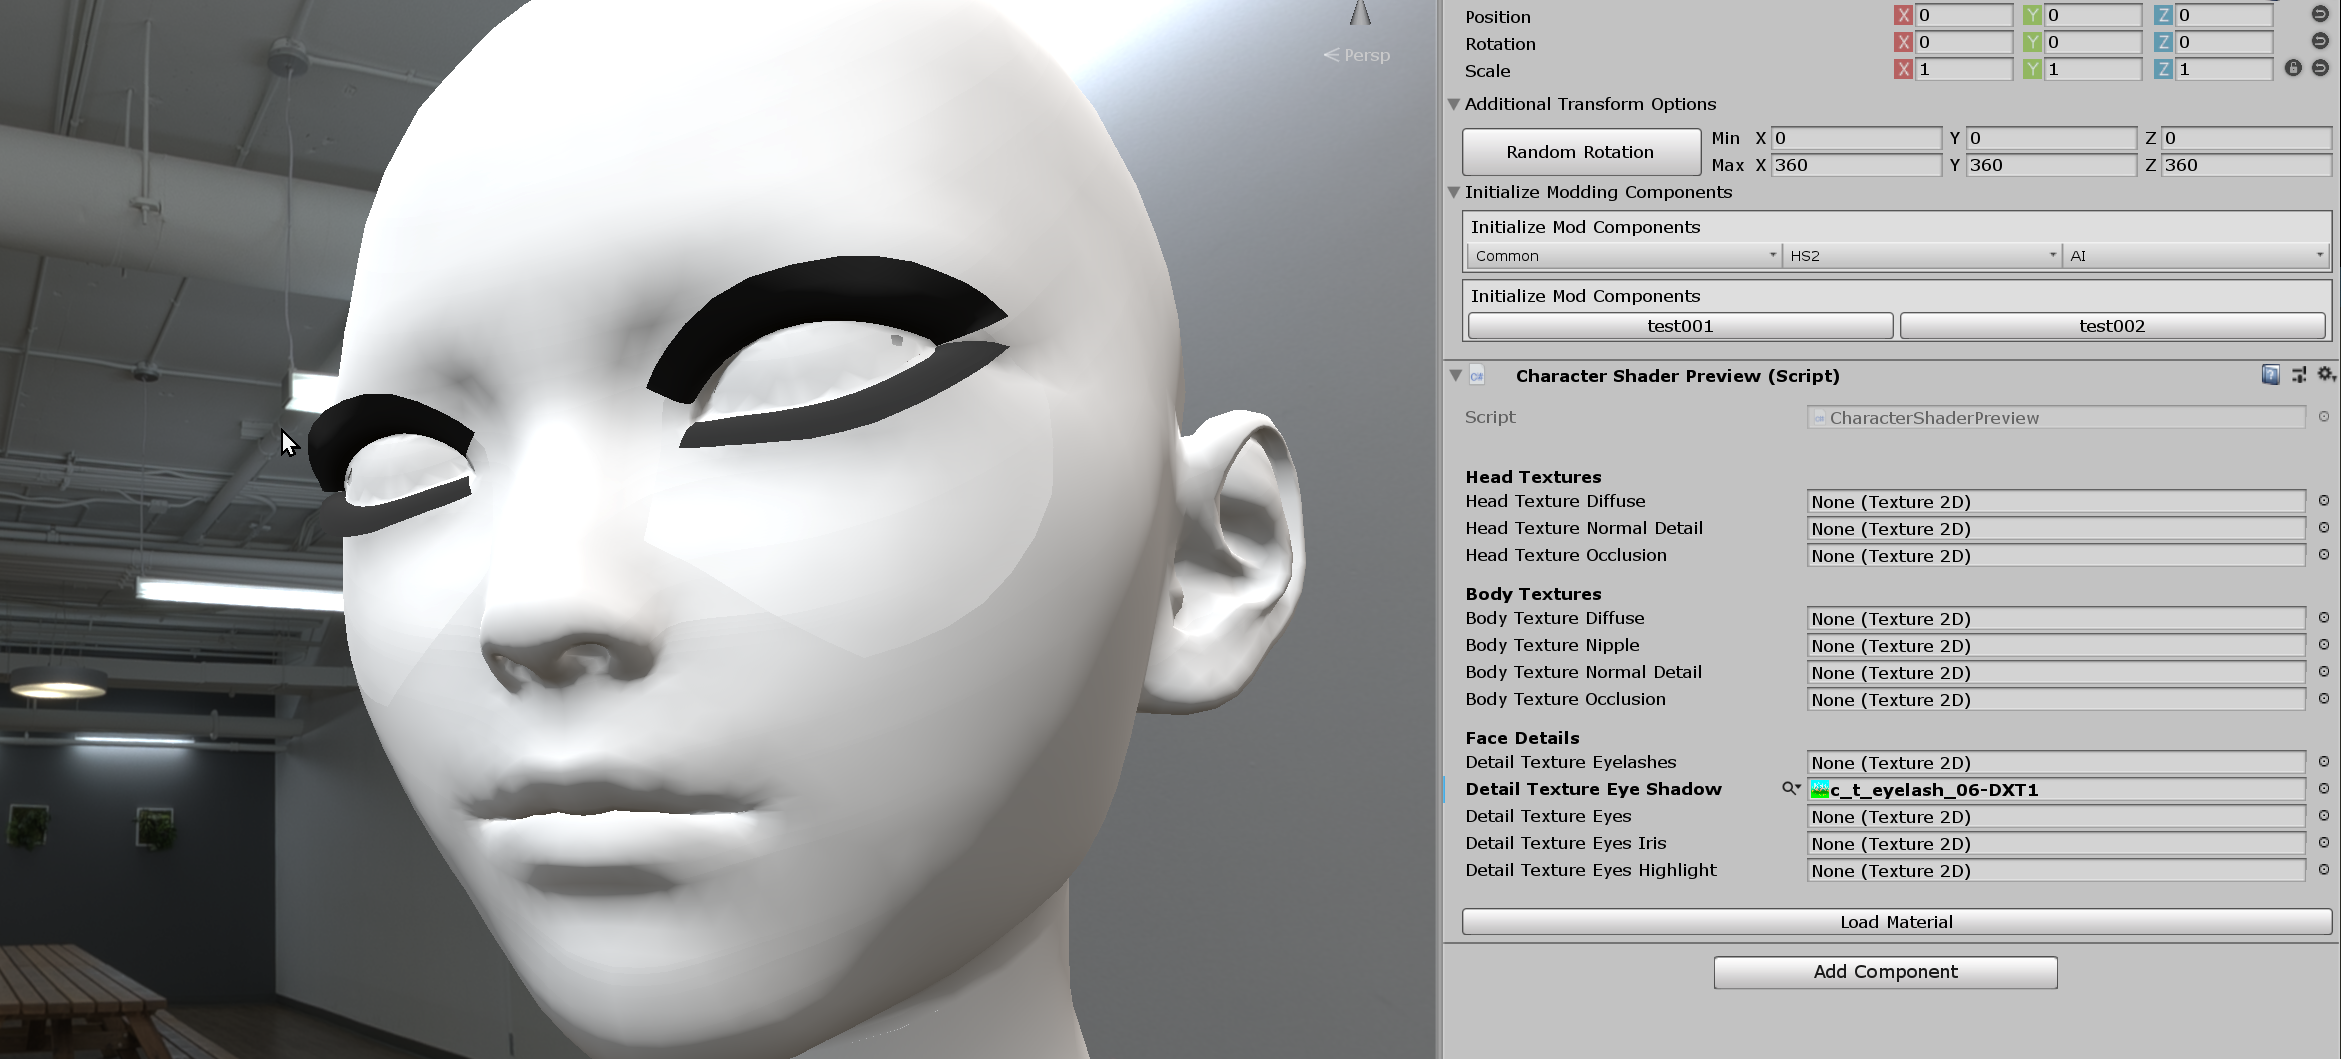 Persp
Position X 0 Y 0 Z 0
Rotation X 0 Y 0 Z 0
Scale X 1 Y 1 Z 1
Additional Transform Options
Random Rotation
Min X 0 Y 0 Z 0
Max X 360 Y 360 Z 360
Initialize Modding Components
Initialize Mod Components
Common HS2 AI
Initialize Mod Components
test001 test002
C# Character Shader Preview (Script)
Script CharacterShaderPreview
Head Textures
Head Texture Diffuse None (Texture 2D)
Head Texture Normal Detail None (Texture 2D)
Head Texture Occlusion None (Texture 2D)
Body Textures
Body Texture Diffuse None (Texture 2D)
Body Texture Nipple None (Texture 2D)
Body Texture Normal Detail None (Texture 2D)
Body Texture Occlusion None (Texture 2D)
Face Details
Detail Texture Eyelashes None (Texture 2D)
Detail Texture Eye Shadow c_t_eyelash_06-DXT1
Detail Texture Eyes None (Texture 2D)
Detail Texture Eyes Iris None (Texture 2D)
Detail Texture Eyes Highlight None (Texture 2D)
Load Material
Add Component